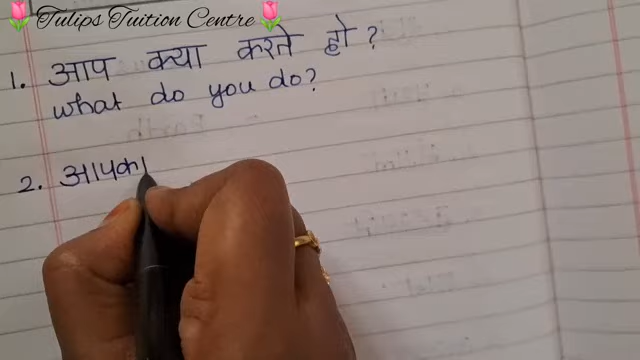 Tulips Tuition Centre
1. आप क्या करते हो ?
what do you do?
2. आपका